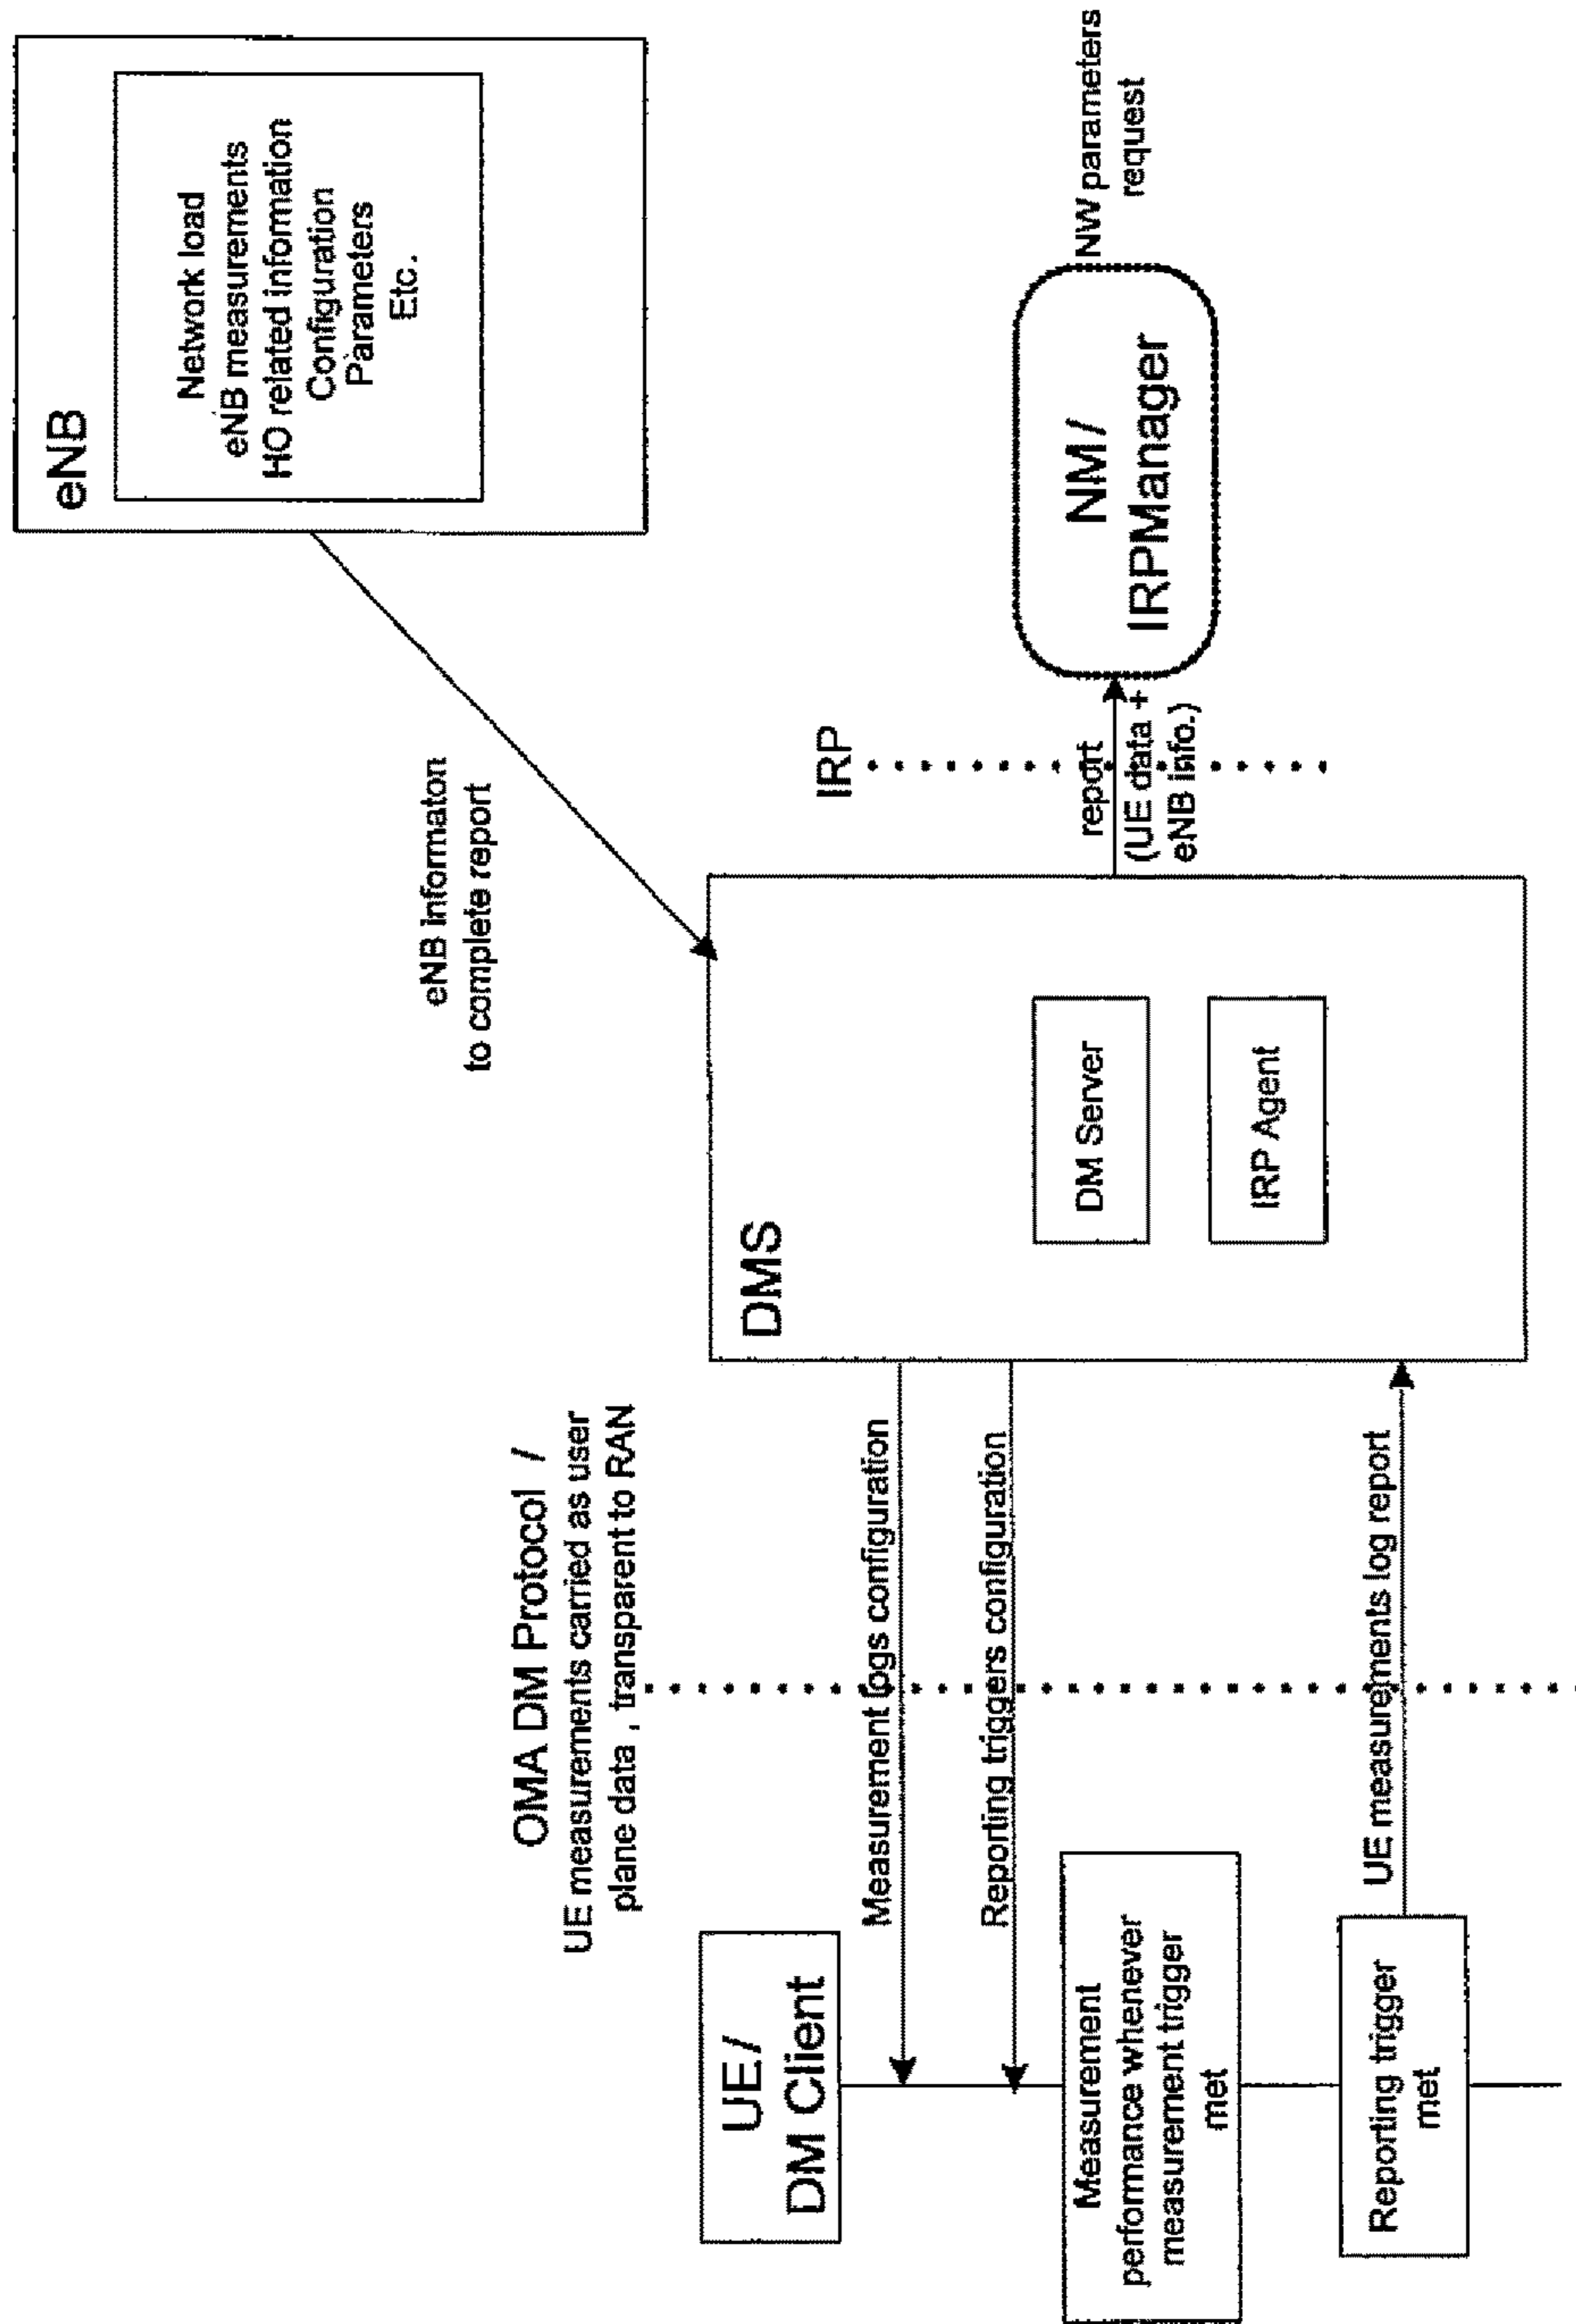 eNB
Network load
eNB measurements
HO related information
Configuration
Parameters
Etc.
eNB informaton
to complete report
OMA DM Protocol /
UE measurements carried as user
plane data , transparent to RAN
UE /
DM Client
Measurement logs configuration
Reporting triggers configuration
Measurement
performance whenever
measurement trigger
met
Reporting trigger
met
UE measurements log report
DMS
DM Server
IRP Agent
IRP
report
(UE data +
eNB info.)
NM /
IRPManager
NW parameters
request